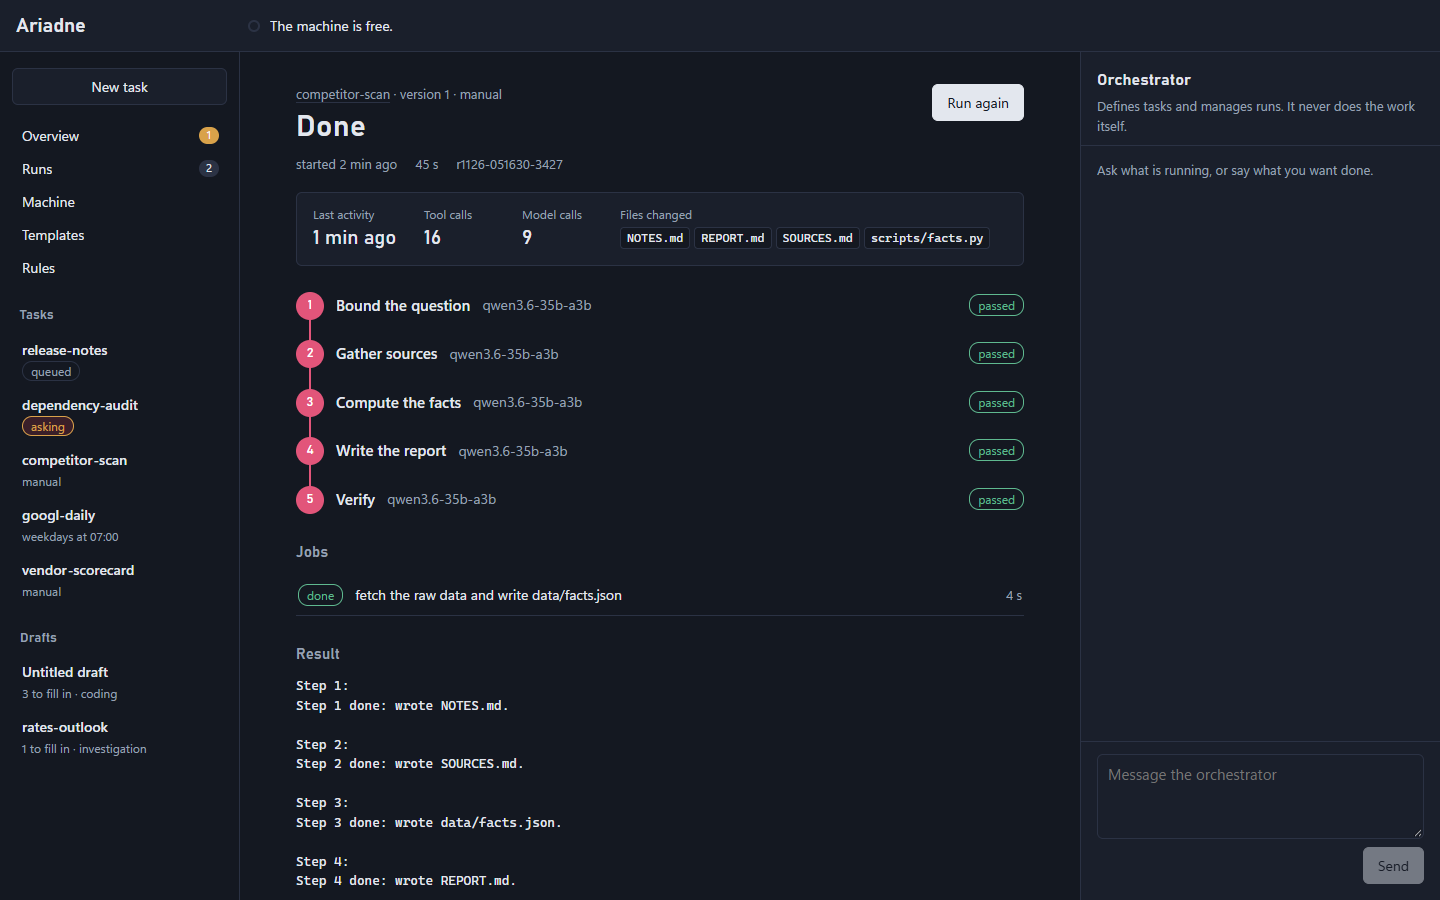 Ariadne
The machine is free.
New task
Overview
1
Runs
2
Machine
Templates
Rules
Tasks
release-notes
queued
dependency-audit
asking
competitor-scan
manual
googl-daily
weekdays at 07:00
vendor-scorecard
manual
Drafts
Untitled draft
3 to fill in · coding
rates-outlook
1 to fill in · investigation
competitor-scan · version 1 · manual
Done
started 2 min ago
45 s
r1126-051630-3427
Run again
Last activity
1 min ago
Tool calls
16
Model calls
9
Files changed
NOTES.md
REPORT.md
SOURCES.md
scripts/facts.py
1
Bound the question
qwen3.6-35b-a3b
passed
2
Gather sources
qwen3.6-35b-a3b
passed
3
Compute the facts
qwen3.6-35b-a3b
passed
4
Write the report
qwen3.6-35b-a3b
passed
5
Verify
qwen3.6-35b-a3b
passed
Jobs
done
fetch the raw data and write data/facts.json
4 s
Result
Step 1:
Step 1 done: wrote NOTES.md.
Step 2:
Step 2 done: wrote SOURCES.md.
Step 3:
Step 3 done: wrote data/facts.json.
Step 4:
Step 4 done: wrote REPORT.md.
Orchestrator
Defines tasks and manages runs. It never does the work
itself.
Ask what is running, or say what you want done.
Message the orchestrator
Send